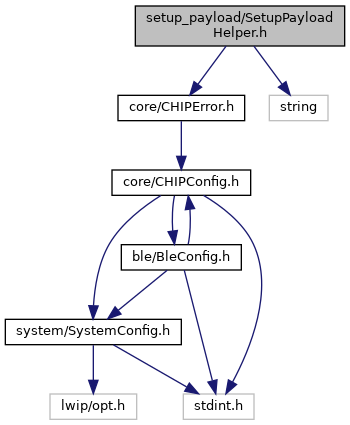 setup_payload/SetupPayload
Helper.h
core/CHIPError.h
string
core/CHIPConfig.h
ble/BleConfig.h
system/SystemConfig.h
lwip/opt.h
stdint.h